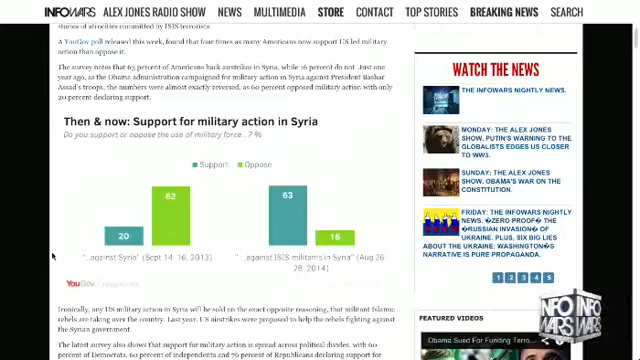 INFOWARS ALEX JONES RADIO SHOW NEWS MULTIMEDIA STORE CONTACT TOP STORIES BREAKING NEWS SEARCH
stories of atrocities committed by ISIS terrorists.
A YouGov poll released this week, found that four times as many Americans now support US led military
action than oppose it.
The survey notes that 63 percent of Americans back airstrikes in Syria, while 16 percent do not. Just one
year ago, as the Obama administration campaigned for military action in Syria against President Bashar
Assad's troops, the numbers were almost exactly reversed, as 60 percent opposed military action with only
20 percent declaring support.
Then & now: Support for military action in Syria
Do you support or oppose the use of military force...? %
Support Oppose
20
62
63
16
"...against Syria" (Sept 14-16, 2013)
"...against ISIS militants in Syria" (Aug 26-
28, 2014)
YouGov
Ironically, any US military action in Syria will be sold on the exact opposite reasoning, that militant Islamic
rebels are taking over the country. Last year, US airstrikes were proposed to help the rebels fighting against
the Syrian government.
The latest survey also shows that support for military action is spread across political divides, with 60
percent of Democrats, 60 percent of independents and 76 percent of Republicans declaring support for
WATCH THE NEWS
THE INFOWARS NIGHTLY NEWS.
MONDAY: THE ALEX JONES
SHOW. PUTIN'S WARNING TO THE
GLOBALISTS EDGES US CLOSER
TO WW3.
SUNDAY: THE ALEX JONES
SHOW. OBAMA'S WAR ON THE
CONSTITUTION.
FRIDAY: THE INFOWARS NIGHTLY
NEWS. �ZERO PROOF� OF THE
�RUSSIAN INVASION� OF
UKRAINE. PLUS, SIX BIG LIES
ABOUT THE UKRAINE: WASHINGTON�S
NARRATIVE IS PURE PROPAGANDA.
1 2 3 4 5
FEATURED VIDEOS
Obama Sued For Funding Terro...
INFO WARS
INFO WARS